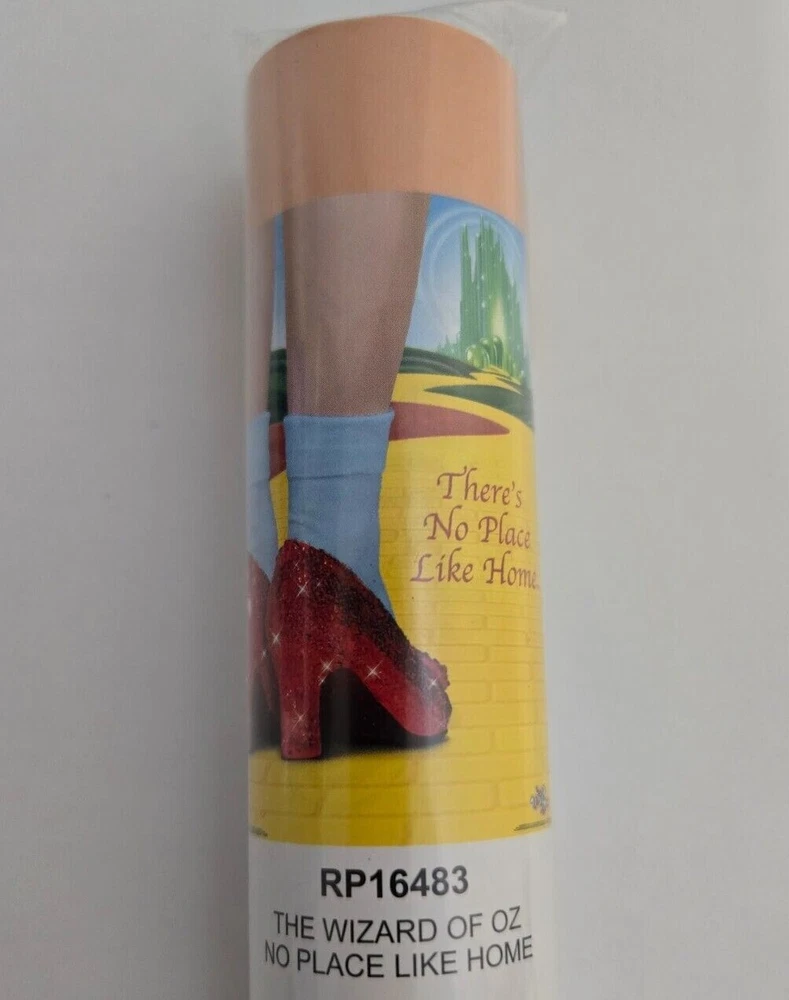 There's
No Place
Like Home.
RP16483
THE WIZARD OF OZ
NO PLACE LIKE HOME